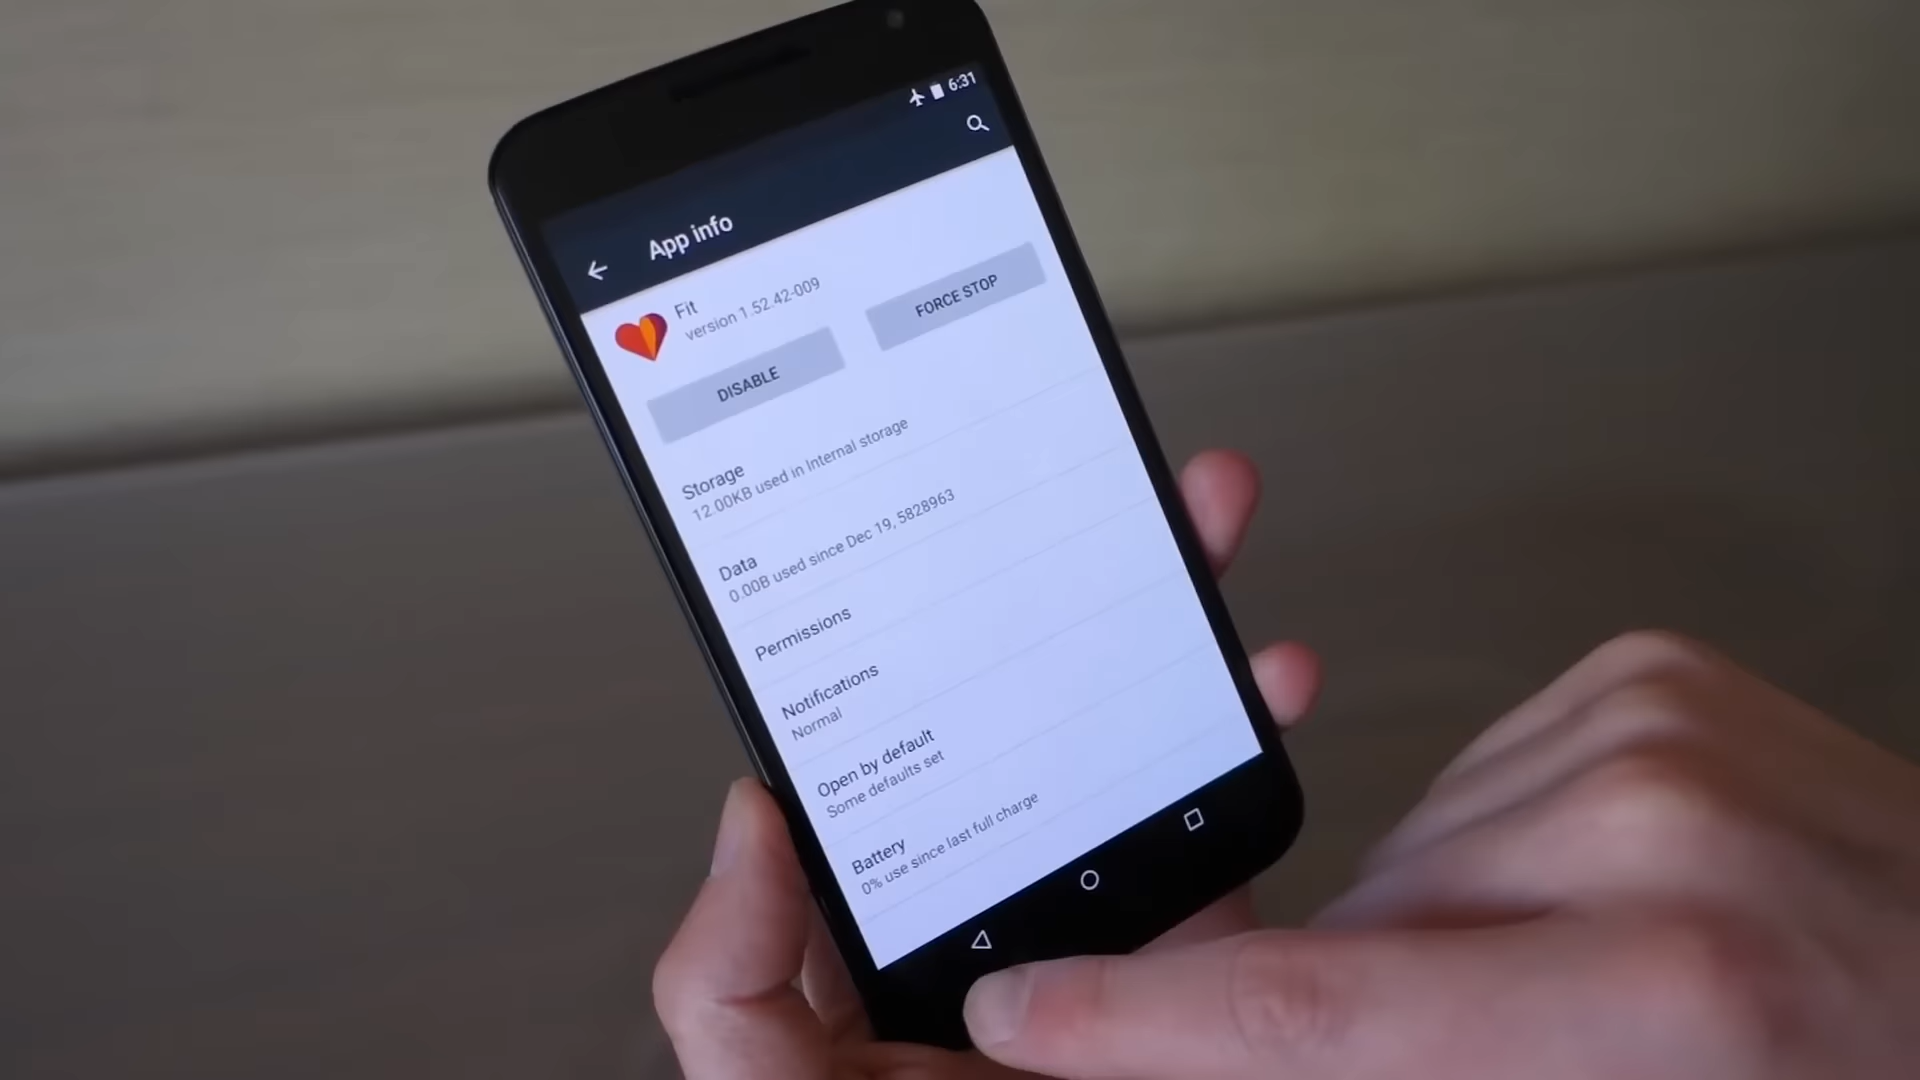 6:31
App info
Fit
version 1.52.42-009
DISABLE
FORCE STOP
Storage
12.00KB used in Internal storage
Data
0.00B used since Dec 19, 5828963
Permissions
Notifications
Normal
Open by default
Some defaults set
Battery
0% use since last full charge